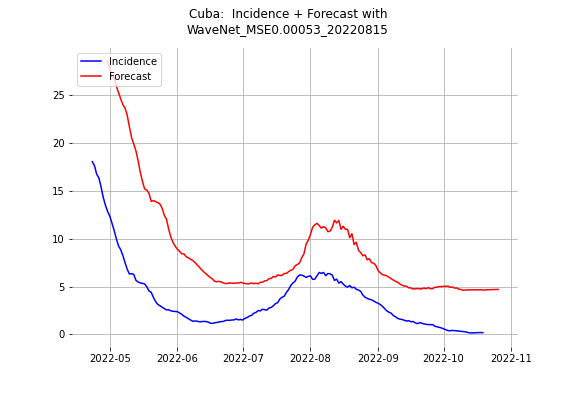 Cuba:  Incidence + Forecast with
WaveNet_MSE0.00053_20220815
Incidence
Forecast
25
20
15
10
5
0
2022-05 2022-06 2022-07 2022-08 2022-09 2022-10 2022-11